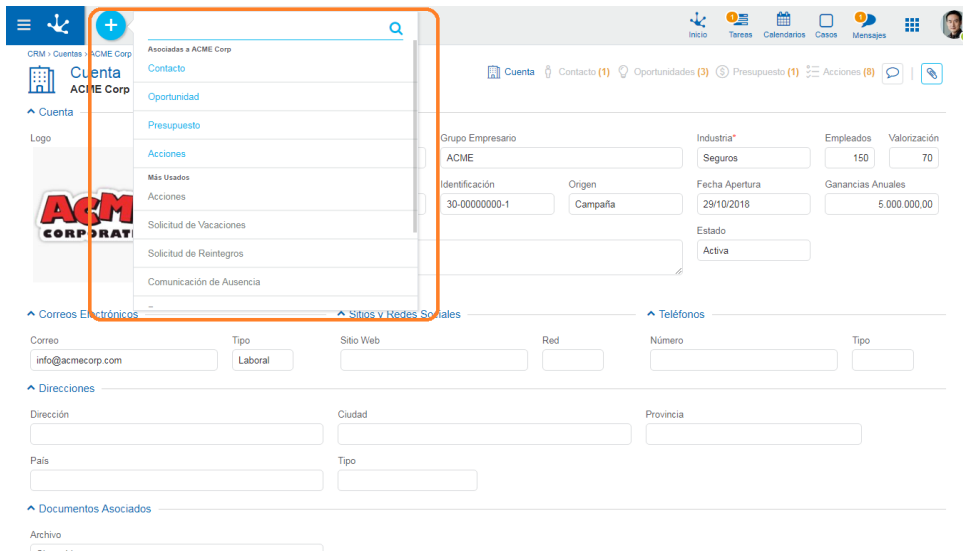 Inicio
Tareas
Calendarios
Casos
Mensajes
1
1
CRM › Cuentas › ACME Corp
Cuenta
ACME Corp
Cuenta
Contacto (1)
Oportunidades (3)
Presupuesto (1)
Acciones (8)
Asociadas a ACME Corp
Contacto
Oportunidad
Presupuesto
Acciones
Más Usados
Acciones
Solicitud de Vacaciones
Solicitud de Reintegros
Comunicación de Ausencia
Cuenta
Logo
ACME
CORPORATI
Grupo Empresario
Industria*
Empleados
Valorización
ACME
Seguros
150
70
Identificación
Origen
Fecha Apertura
Ganancias Anuales
30-00000000-1
Campaña
29/10/2018
5.000.000,00
Estado
Activa
Correos Electrónicos
Sitios y Redes Sociales
Teléfonos
Correo
Tipo
Sitio Web
Red
Número
Tipo
info@acmecorp.com
Laboral
Direcciones
Dirección
Ciudad
Provincia
País
Tipo
Documentos Asociados
Archivo